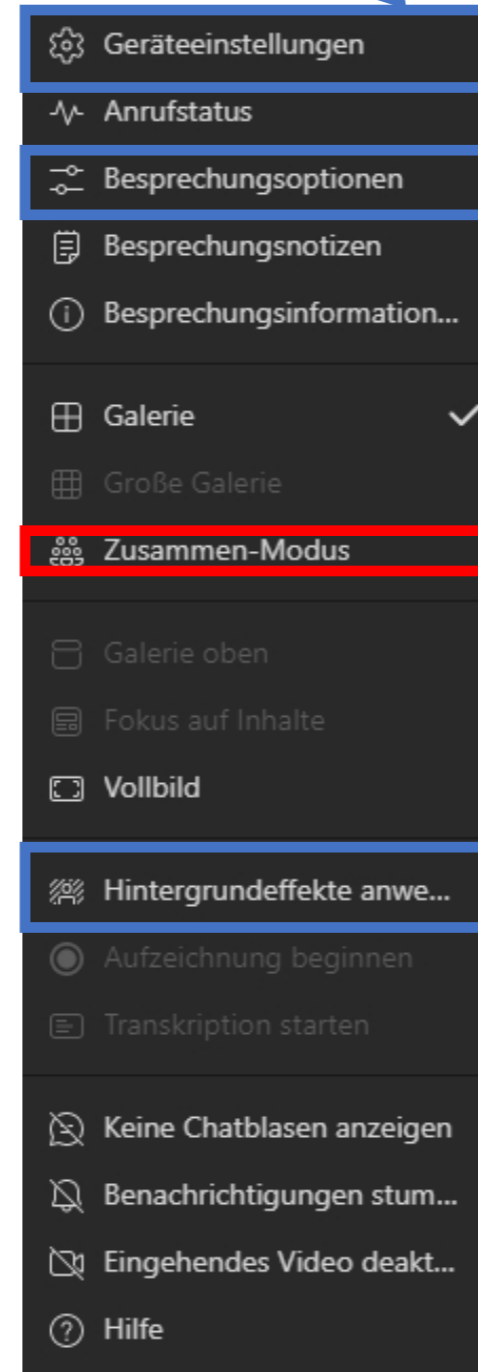 Geräteeinstellungen
Anrufstatus
Besprechungsoptionen
Besprechungsnotizen
Besprechungsinformation...
Galerie
Große Galerie
Zusammen-Modus
Galerie oben
Fokus auf Inhalte
Vollbild
Hintergrundeffekte anwe...
Aufzeichnung beginnen
Transkription starten
Keine Chatblasen anzeigen
Benachrichtigungen stum...
Eingehendes Video deakt...
Hilfe